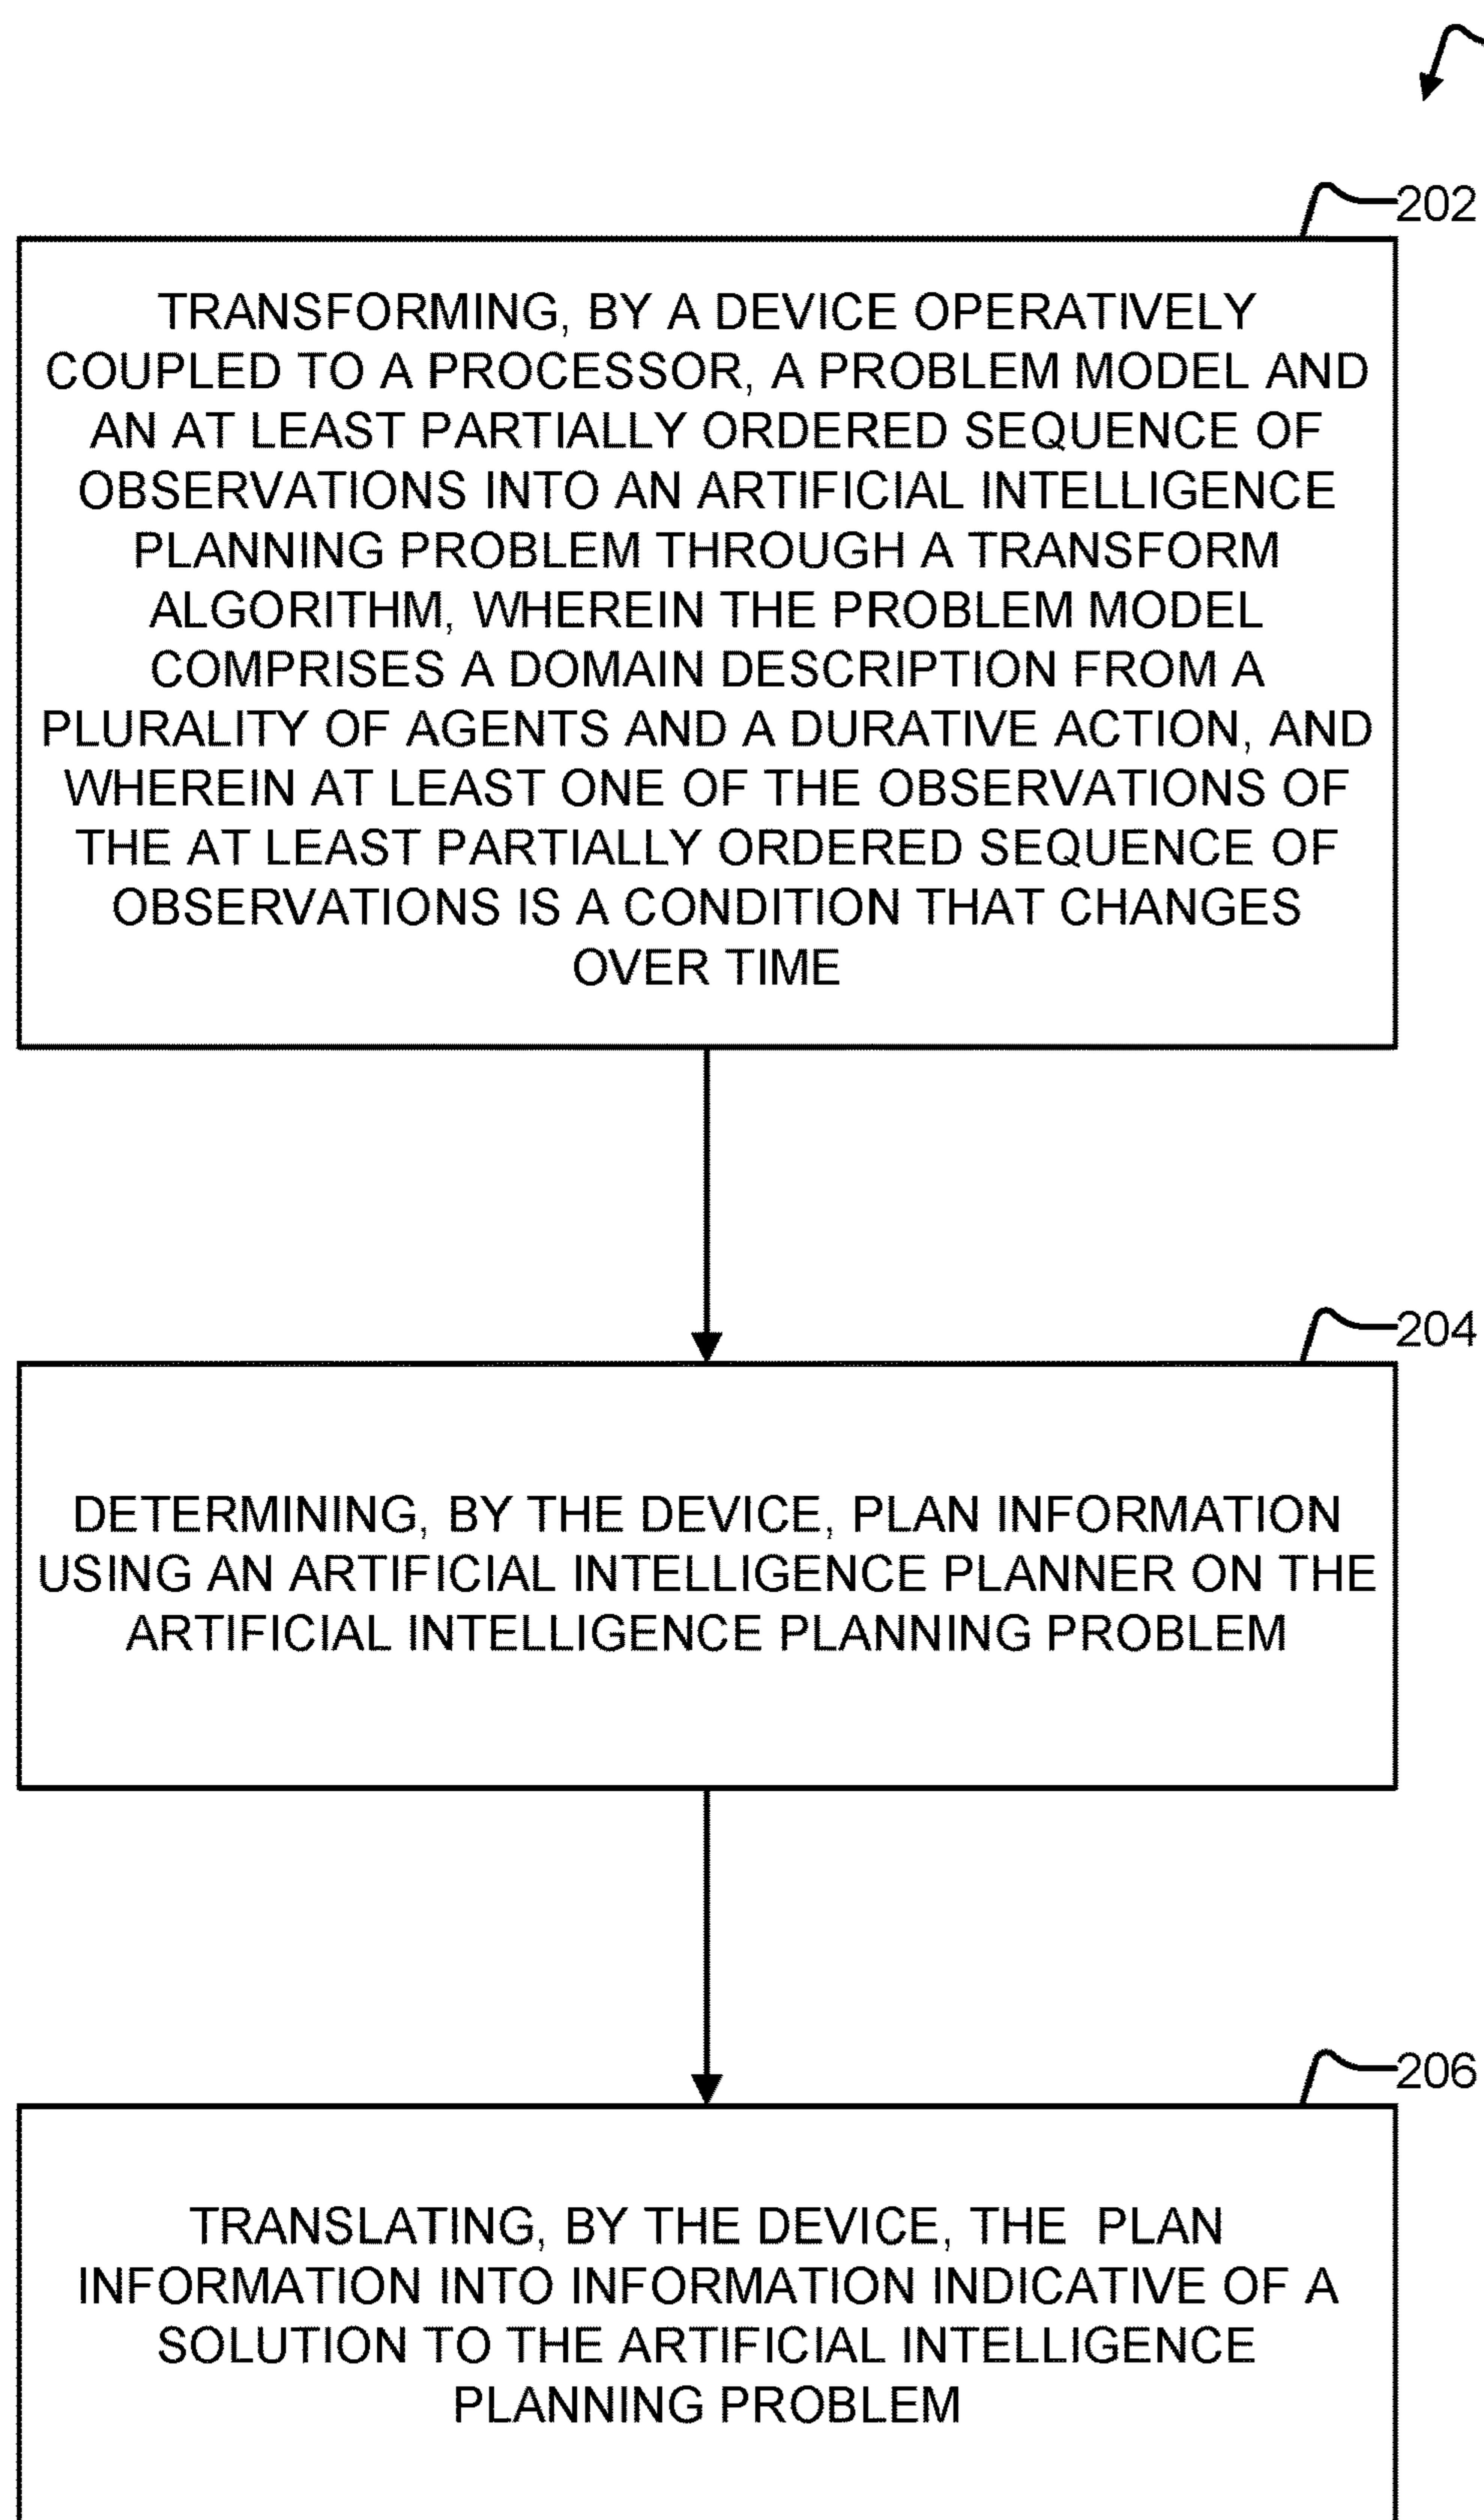 202
TRANSFORMING, BY A DEVICE OPERATIVELY
COUPLED TO A PROCESSOR, A PROBLEM MODEL AND
AN AT LEAST PARTIALLY ORDERED SEQUENCE OF
OBSERVATIONS INTO AN ARTIFICIAL INTELLIGENCE
PLANNING PROBLEM THROUGH A TRANSFORM
ALGORITHM, WHEREIN THE PROBLEM MODEL
COMPRISES A DOMAIN DESCRIPTION FROM A
PLURALITY OF AGENTS AND A DURATIVE ACTION, AND
WHEREIN AT LEAST ONE OF THE OBSERVATIONS OF
THE AT LEAST PARTIALLY ORDERED SEQUENCE OF
OBSERVATIONS IS A CONDITION THAT CHANGES
OVER TIME
204
DETERMINING, BY THE DEVICE, PLAN INFORMATION
USING AN ARTIFICIAL INTELLIGENCE PLANNER ON THE
ARTIFICIAL INTELLIGENCE PLANNING PROBLEM
206
TRANSLATING, BY THE DEVICE, THE PLAN
INFORMATION INTO INFORMATION INDICATIVE OF A
SOLUTION TO THE ARTIFICIAL INTELLIGENCE
PLANNING PROBLEM